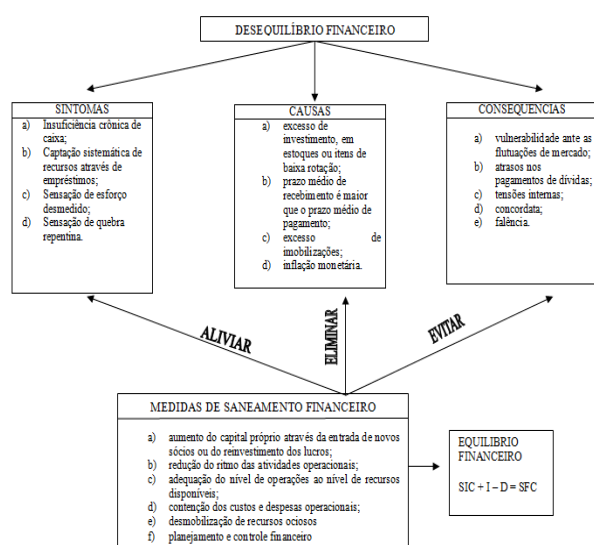 DESEQUILÍBRIO FINANCEIRO
SINTOMAS
a) Insuficiência crônica de
caixa;
b) Captação sistemática de
recursos através de
empréstimos;
c) Sensação de esforço
desmedido;
d) Sensação de quebra
repentina.
CAUSAS
a) excesso de
investimento, em
estoques ou itens de
baixa rotação;
b) prazo médio de
recebimento é maior
que o prazo médio de
pagamento;
c) excesso de
imobilizações;
d) inflação monetária.
CONSEQUENCIAS
a) vulnerabilidade ante as
flutuações de mercado;
b) atrasos nos
pagamentos de dívidas;
c) tensões internas;
d) concordata;
e) falência.
ALIVIAR
ELIMINAR
EVITAR
MEDIDAS DE SANEAMENTO FINANCEIRO
a) aumento do capital próprio através da entrada de novos
sócios ou do reinvestimento dos lucros;
b) redução do ritmo das atividades operacionais;
c) adequação do nível de operações ao nível de recursos
disponíveis;
d) contenção dos custos e despesas operacionais;
e) desmobilização de recursos ociosos
f) planejamento e controle financeiro
EQUILIBRIO
FINANCEIRO
SIC + I – D = SFC